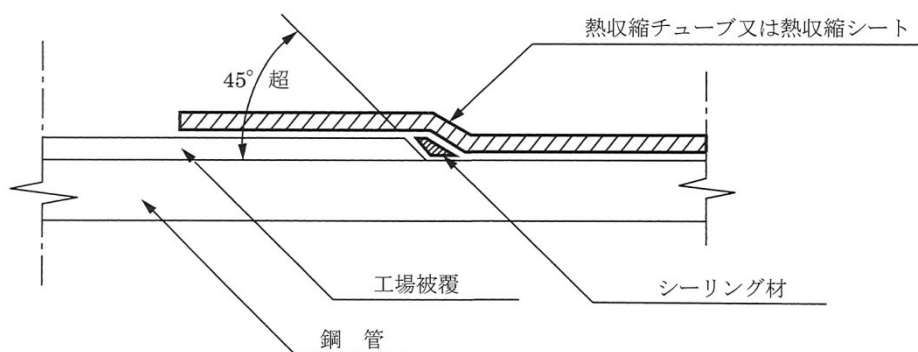 熱収縮チューブ又は熱収縮シート
45° 超
工場被覆
シーリング材
鋼 管